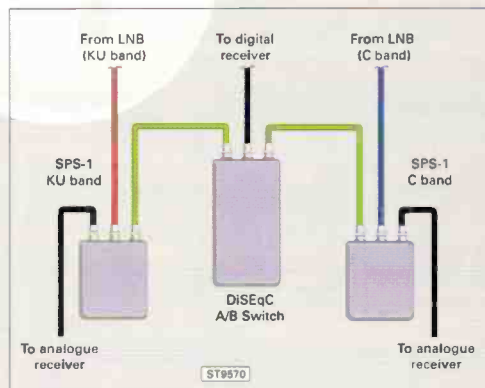 From LNB
(KU band)
To digital
receiver
From LNB
(C band)
SPS-1
KU band
SPS-1
C band
DiSEqC
A/B Switch
To analogue
receiver
To analogue
receiver
ST9570